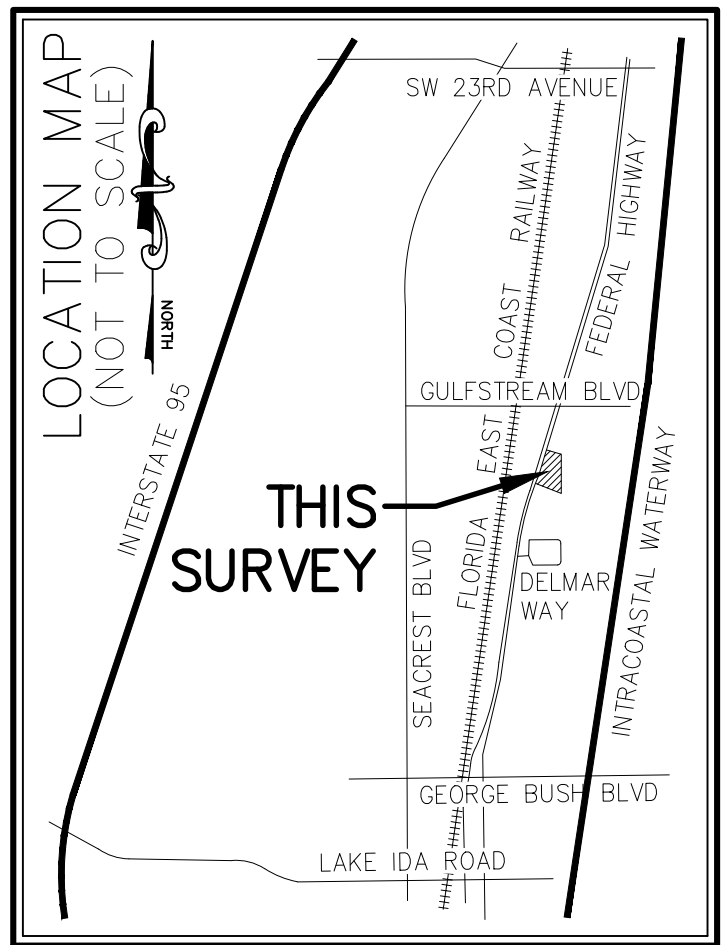 LOCATION MAP
(NOT TO SCALE)
NORTH
SW 23RD AVENUE
FLORIDA EAST COAST RAILWAY
FEDERAL HIGHWAY
GULFSTREAM BLVD
INTERSTATE 95
THIS
SURVEY
SEACREST BLVD
DELMAR
WAY
INTRACOASTAL WATERWAY
GEORGE BUSH BLVD
LAKE IDA ROAD